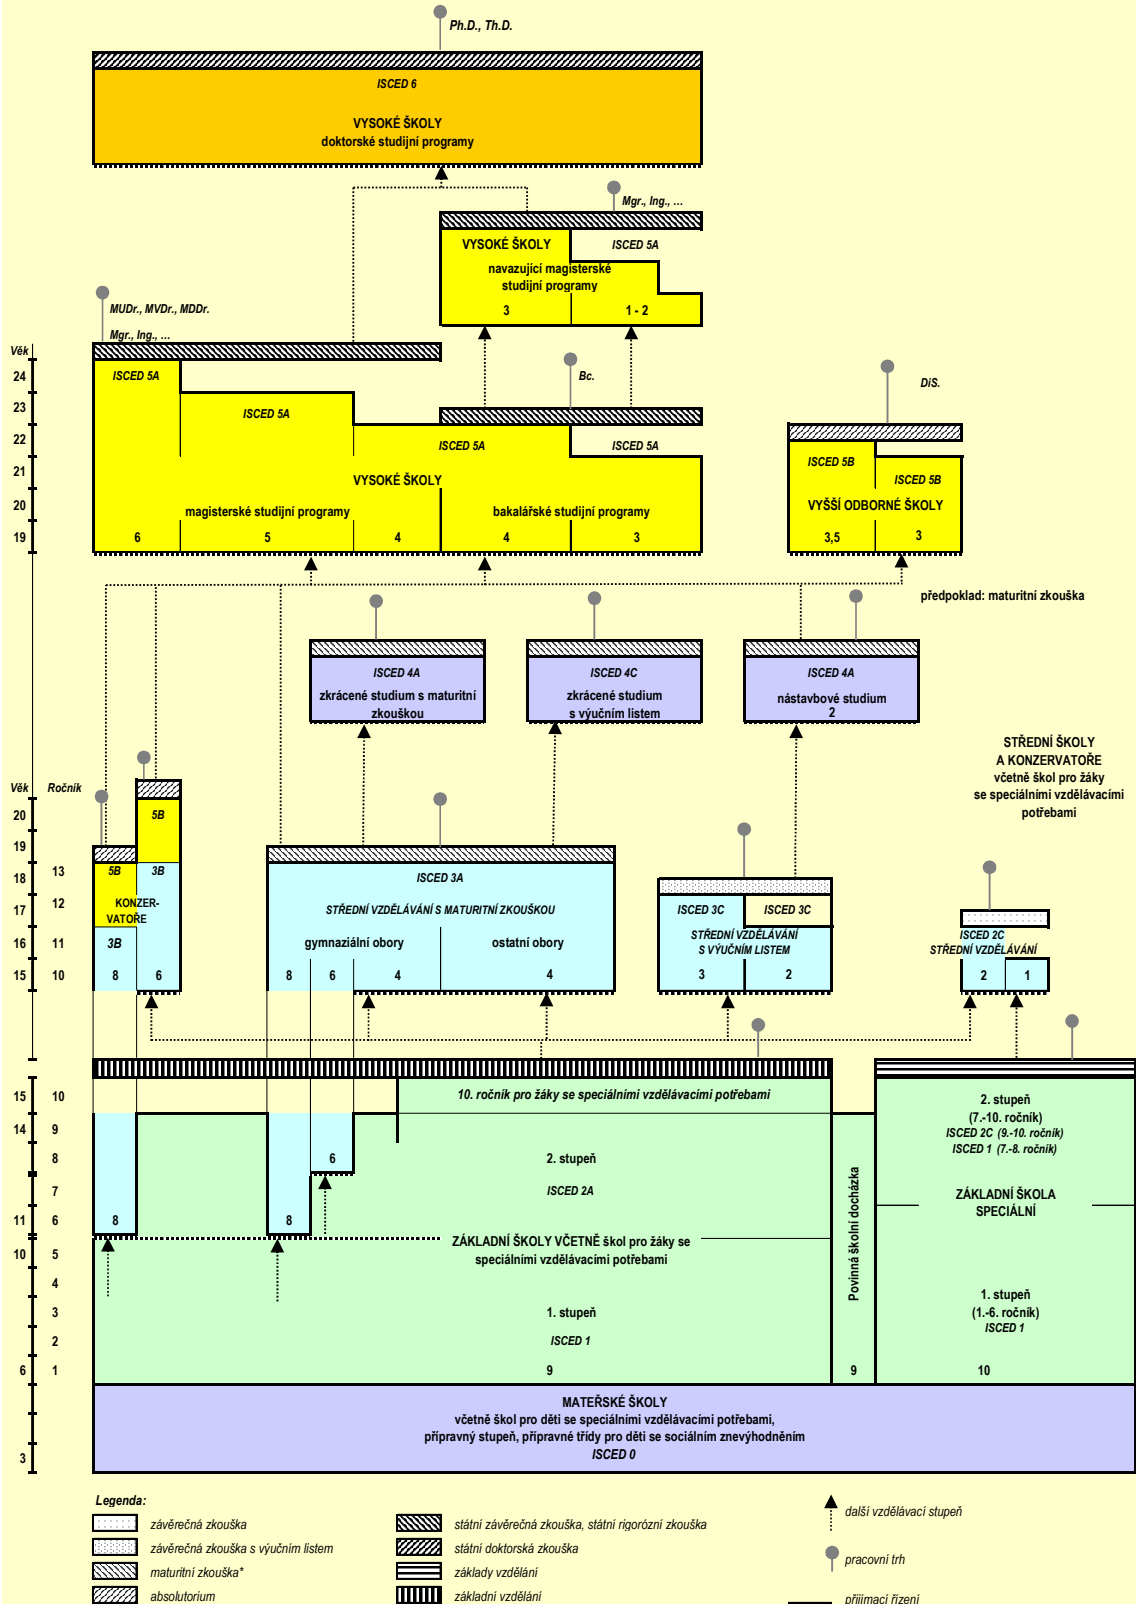 Ph.D., Th.D.
ISCED 6
VYSOKÉ ŠKOLY
doktorské studijní programy
Mgr., Ing., ...
VYSOKÉ ŠKOLY
ISCED 5A
navazující magisterské
studijní programy
3
1 - 2
MUDr., MVDr., MDDr.
Mgr., Ing., ...
Věk
24
23
22
21
20
19
ISCED 5A
ISCED 5A
Bc.
ISCED 5A
ISCED 5A
VYSOKÉ ŠKOLY
magisterské studijní programy
bakalářské studijní programy
6
5
4
4
3
DiS.
ISCED 5B
ISCED 5B
VYŠŠÍ ODBORNÉ ŠKOLY
3,5
3
předpoklad: maturitní zkouška
ISCED 4A
zkrácené studium s maturitní
zkouškou
ISCED 4C
zkrácené studium
s výučním listem
ISCED 4A
nástavbové studium
2
STŘEDNÍ ŠKOLY
A KONZERVATOŘE
včetně škol pro žáky
se speciálními vzdělávacími
potřebami
Věk
Ročník
20
19
18
13
17
12
16
11
15
10
5B
5B
3B
KONZER-
VATOŘE
3B
8
6
ISCED 3A
STŘEDNÍ VZDĚLÁVÁNÍ S MATURITNÍ ZKOUŠKOU
gymnaziální obory
ostatní obory
8
6
4
4
ISCED 3C
ISCED 3C
STŘEDNÍ VZDĚLÁVÁNÍ
S VÝUČNÍM LISTEM
3
2
ISCED 2C
STŘEDNÍ VZDĚLÁVÁNÍ
2
1
15
10
14
9
8
7
11
6
10
5
4
3
2
6
1
3
10. ročník pro žáky se speciálními vzdělávacími potřebami
6
2. stupeň
ISCED 2A
8
8
ZÁKLADNÍ ŠKOLY VČETNĚ škol pro žáky se
speciálními vzdělávacími potřebami
1. stupeň
ISCED 1
9
Povinná školní docházka
9
2. stupeň
(7.-10. ročník)
ISCED 2C (9.-10. ročník)
ISCED 1 (7.-8. ročník)
ZÁKLADNÍ ŠKOLA
SPECIÁLNÍ
1. stupeň
(1.-6. ročník)
ISCED 1
10
MATEŘSKÉ ŠKOLY
včetně škol pro děti se speciálními vzdělávacími potřebami,
přípravný stupeň, přípravné třídy pro děti se sociálním znevýhodněním
ISCED 0
Legenda:
závěrečná zkouška
závěrečná zkouška s výučním listem
maturitní zkouška*
absolutorium
státní závěrečná zkouška, státní rigorózní zkouška
státní doktorská zkouška
základy vzdělání
základní vzdělání
další vzdělávací stupeň
pracovní trh
přijímací řízení